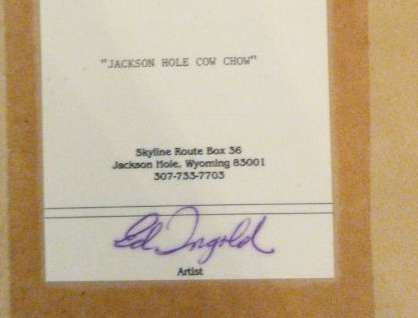 "JACKSON HOLE COW CHOW"
Skyline Route Box 36
Jackson Hole, Wyoming 83001
307-733-7703
Ed Ingold
Artist